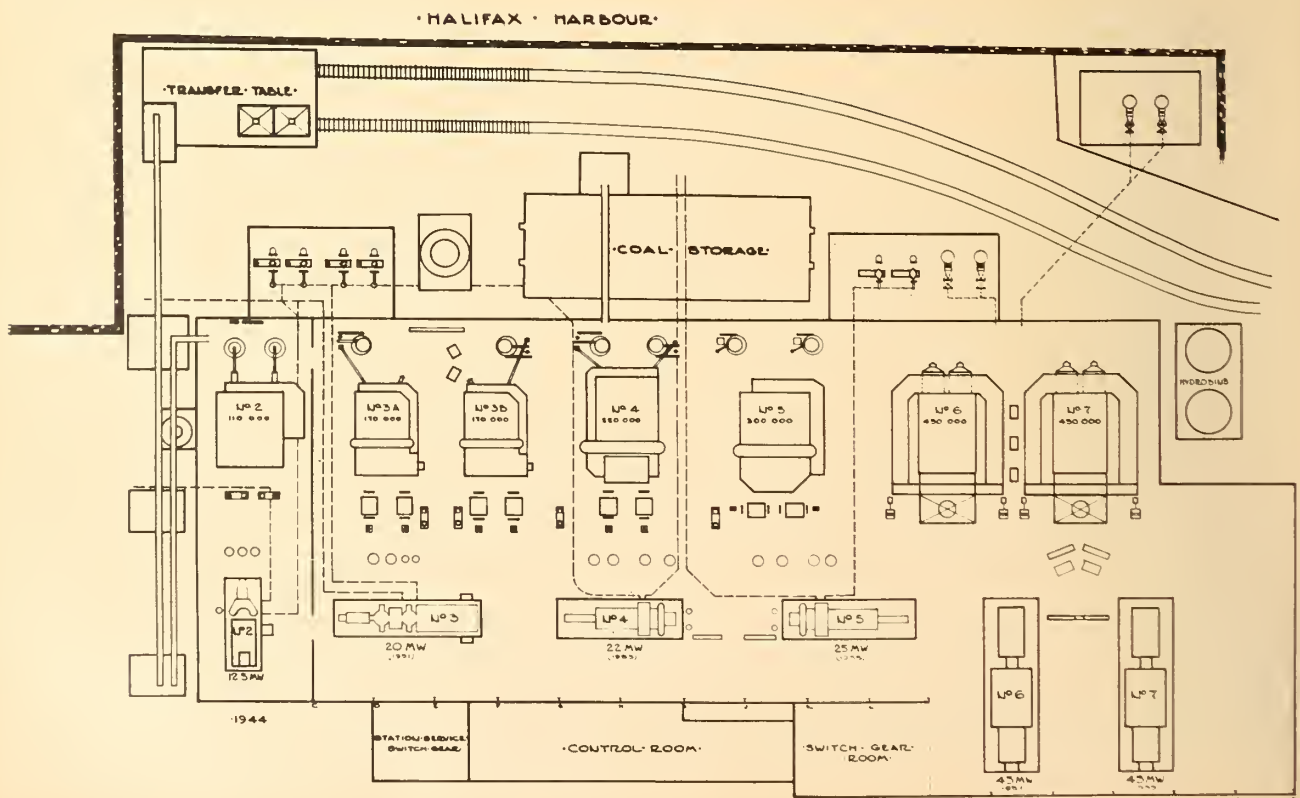 ·HALIFAX · HARBOUR·
·TRANSFER·TABLE·
·COAL· STORAGE·
HYDROBINS
Nº 2
110 000
Nº 3A
170 000
Nº 3B
170 000
Nº 4
Nº 5
300 000
Nº 6
450 000
Nº 7
450 000
Nº 2
12.5 MW
Nº 3
20 MW
(1951)
Nº 4
22 MW
Nº 5
25 MW
Nº 6
45 MW
Nº 7
45 MW
·1944
STATION·SERVICE
SWITCH·GEAR
·CONTROL·ROOM·
·SWITCH·GEAR·
ROOM·